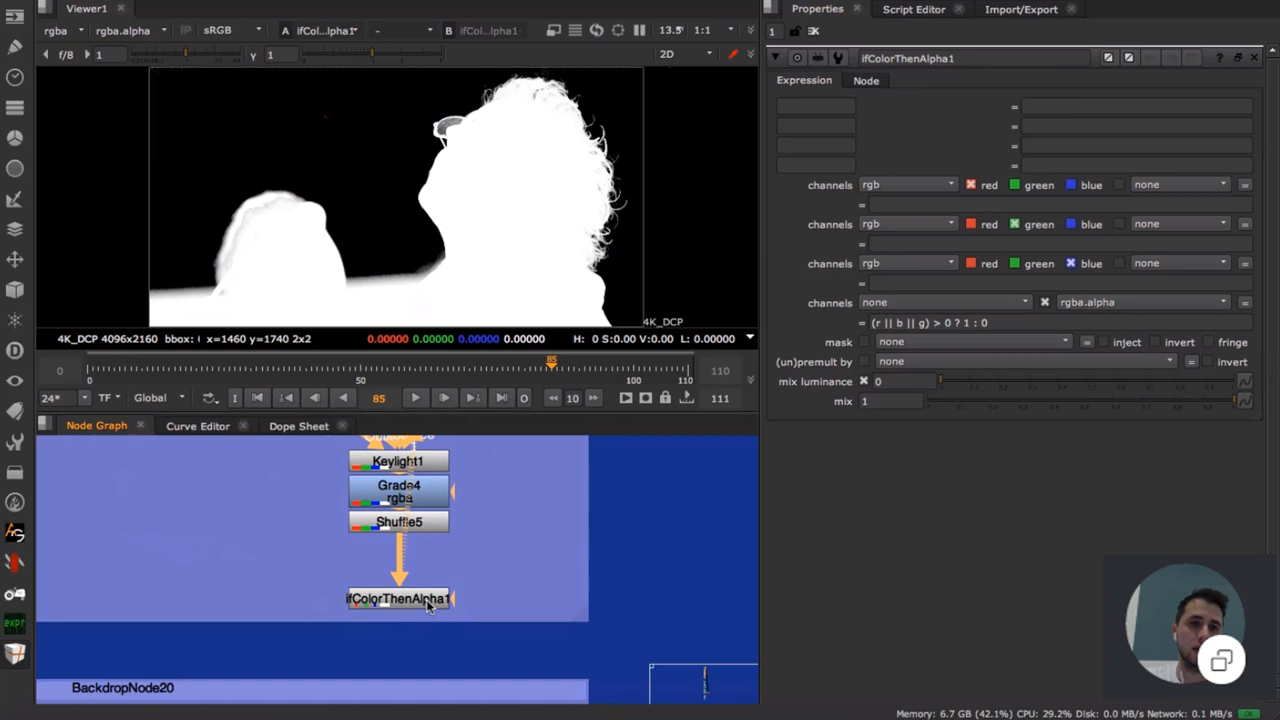 Viewer1
Properties
Script Editor
Import/Export
rgba
rgba.alpha
IP
sRGB
A
ifCol...lpha1
-
B
ifCol...lpha1
13.5
1:1
1
f/8
1
γ
1
2D
ifColorThenAlpha1
Expression
Node
=
=
=
=
channels rgb red green blue none =
=
channels rgb red green blue none =
=
channels rgb red green blue none =
=
channels none rgba.alpha =
= (r || b || g) > 0 ? 1 : 0
mask none = inject invert fringe
(un)premult by none = invert
mix luminance 0
mix 1
4K_DCP
4K_DCP 4096x2160 bbox: x=1460 y=1740 2x2 0.00000 0.00000 0.00000 0.00000 H: 0 S:0.00 V:0.00 L: 0.00000
0
85
0
50
100
110
110
24*
TF
Global
I
85
O
10
111
Node Graph
Curve Editor
Dope Sheet
Keylight1
Grade4
rgba
Shuffle5
ifColorThenAlpha1
BackdropNode20
expr
Memory: 6.7 GB (42.1%) CPU: 29.2% Disk: 0.0 MB/s Network: 0.1 MB/s